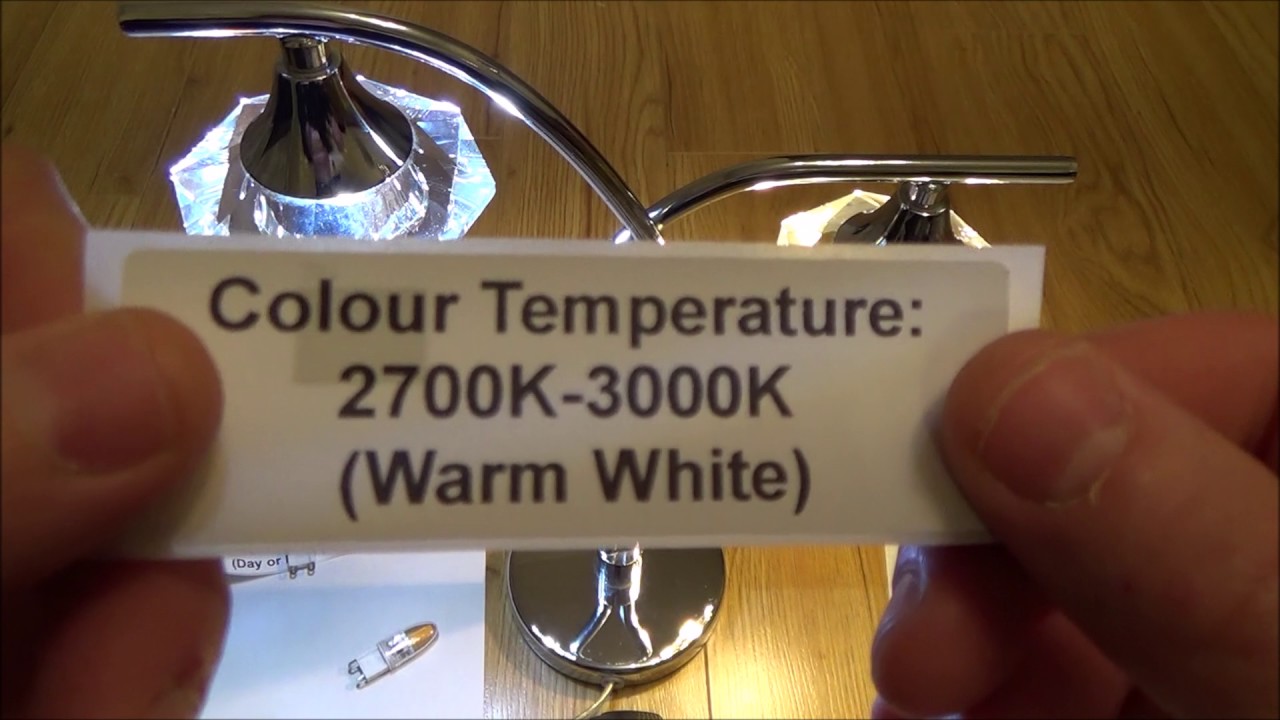 Colour Temperature:
2700K-3000K
(Warm White)
(Day or